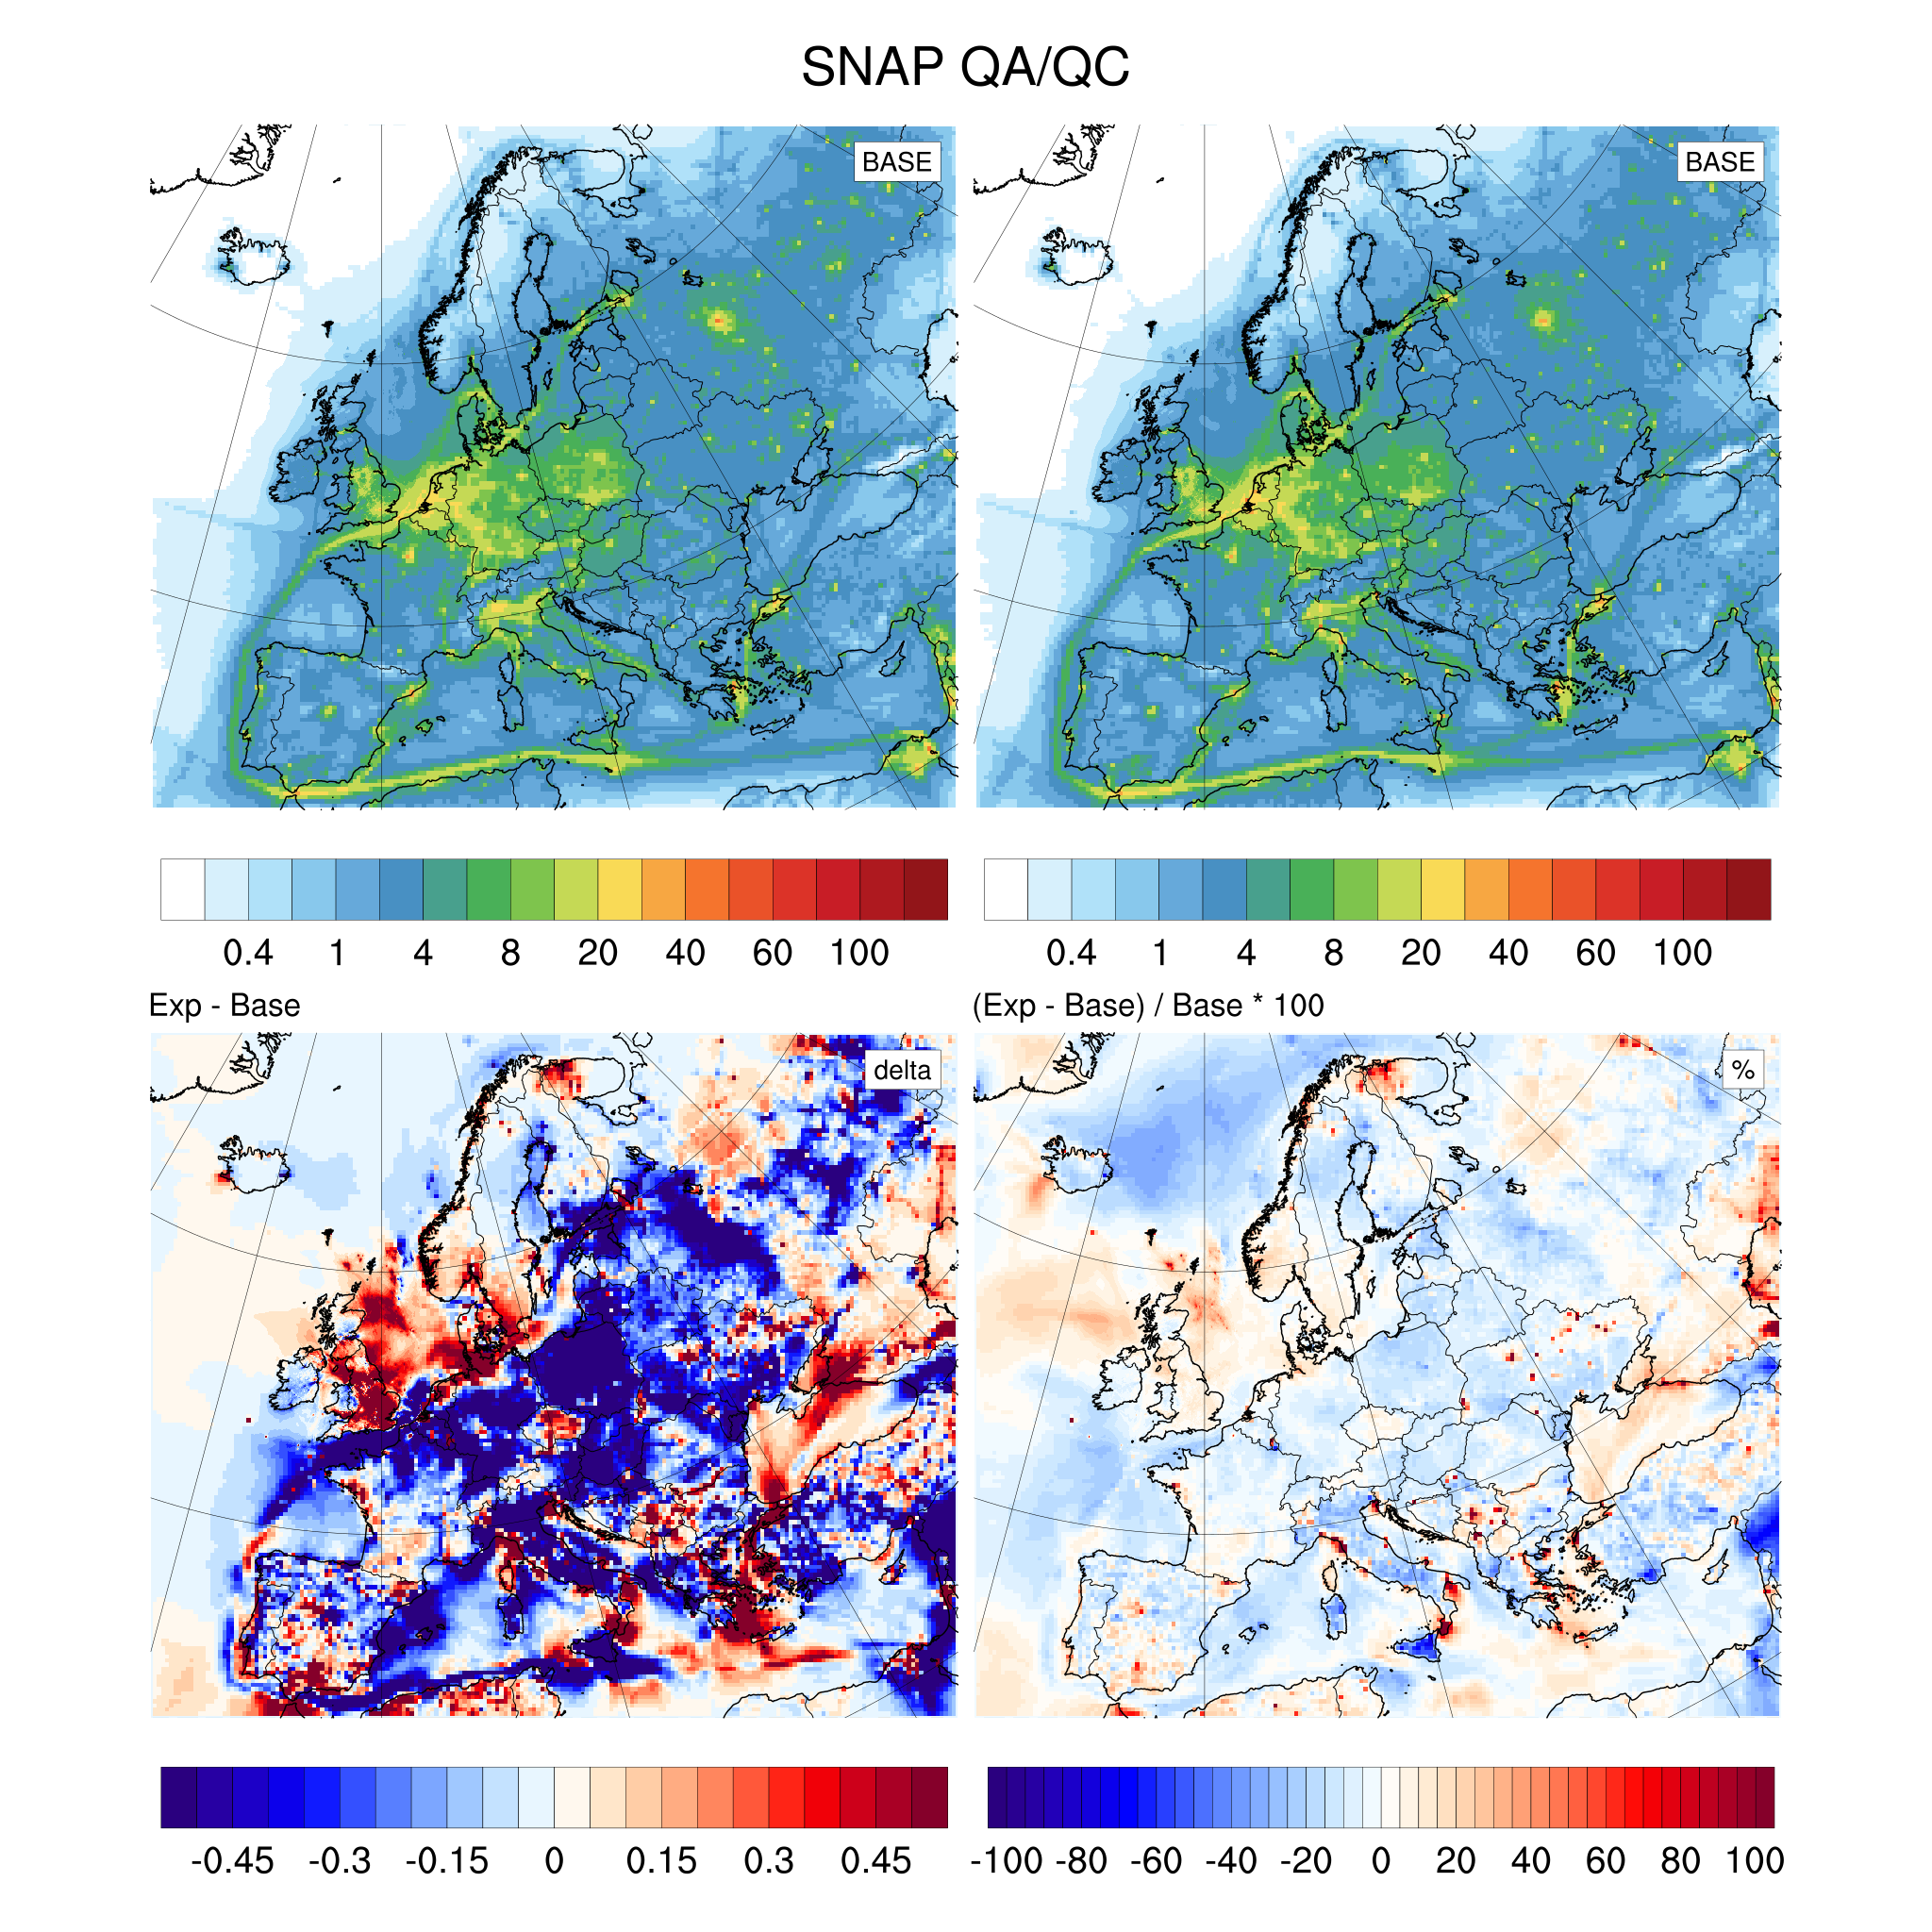 SNAP QA/QC
BASE
BASE
0.4 1 4 8 20 40 60 100
0.4 1 4 8 20 40 60 100
Exp - Base
(Exp - Base) / Base * 100
delta
%
-0.45 -0.3 -0.15 0 0.15 0.3 0.45
-100 -80 -60 -40 -20 0 20 40 60 80 100